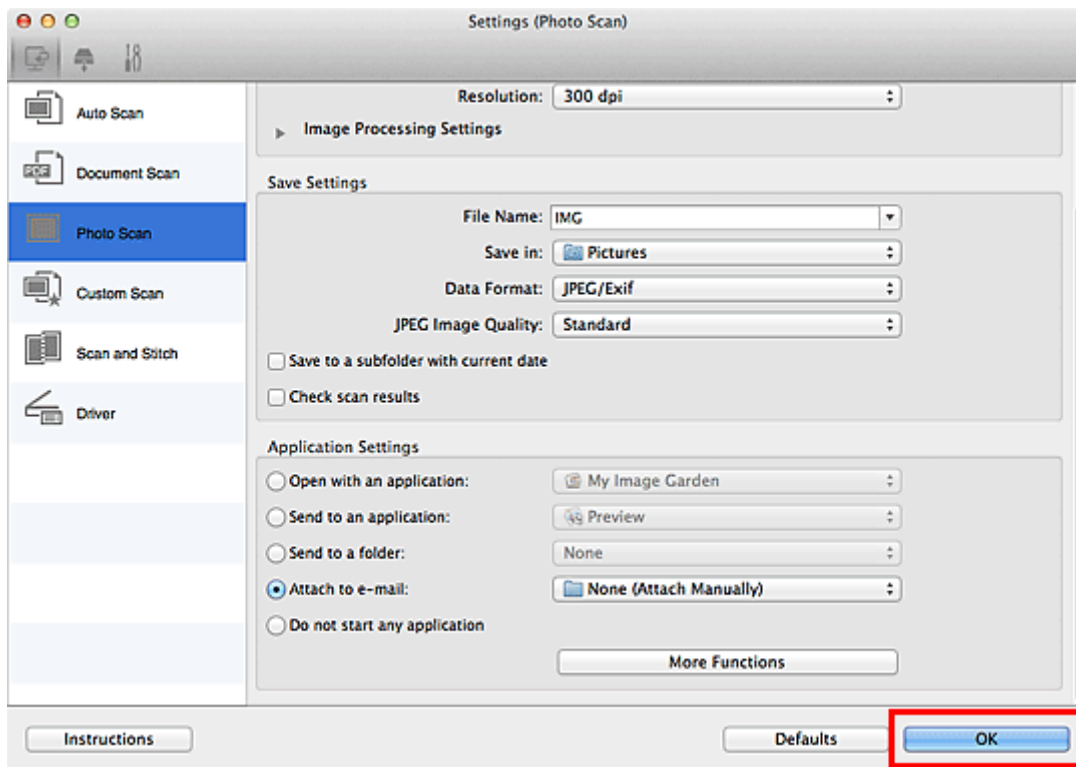 Settings (Photo Scan)
Auto Scan
PDF
Document Scan
Photo Scan
Custom Scan
Scan and Stitch
Driver
Resolution: 300 dpi
Image Processing Settings
Save Settings
File Name: IMG
Save in: Pictures
Data Format: JPEG/Exif
JPEG Image Quality: Standard
Save to a subfolder with current date
Check scan results
Application Settings
Open with an application: My Image Garden
Send to an application: Preview
Send to a folder: None
Attach to e-mail: None (Attach Manually)
Do not start any application
More Functions
Instructions Defaults OK